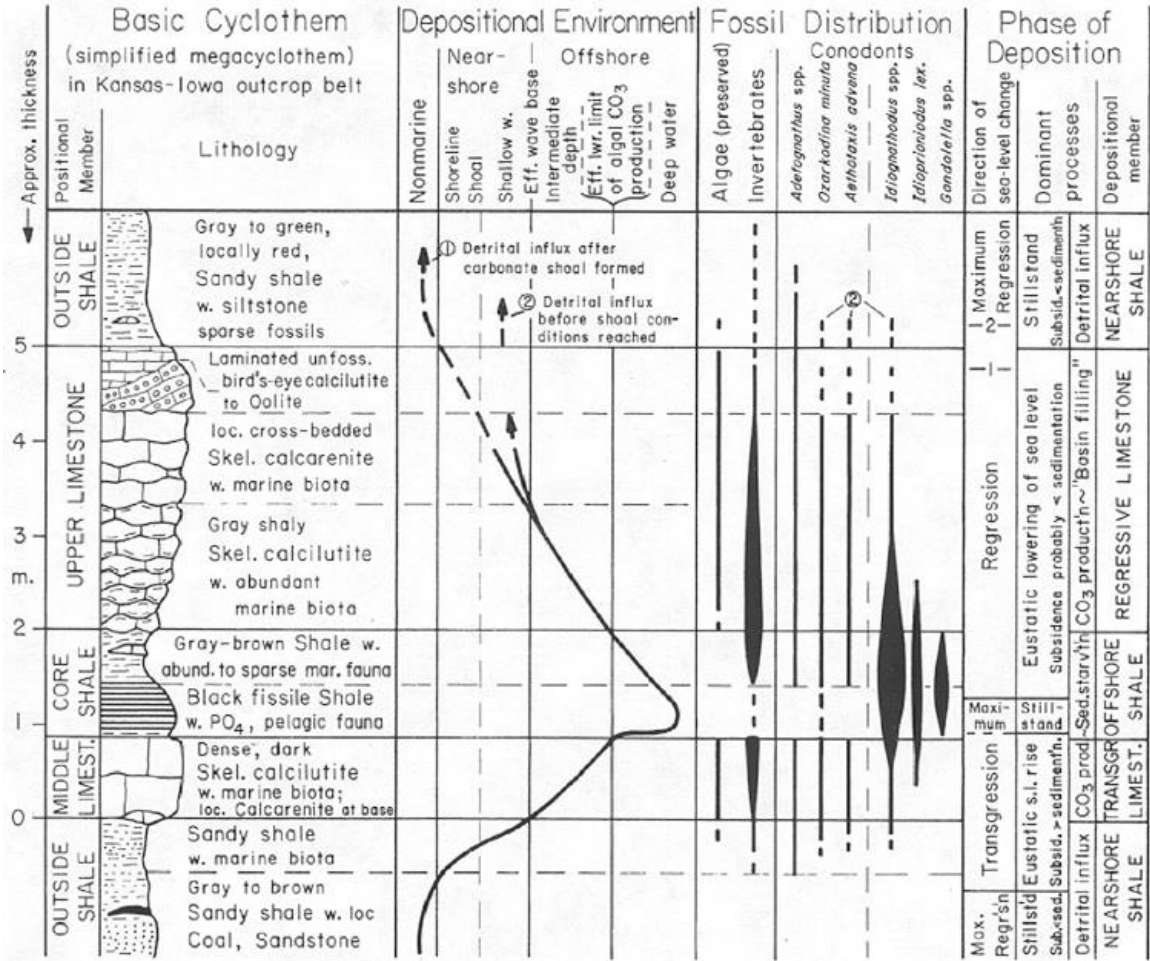 Basic Cyclothem
(simplified megacyclothem)
in Kansas-Iowa outcrop belt
Depositional Environment
Fossil Distribution
Phase of
Deposition
Approx. thickness
Positional
Member
Lithology
Nonmarine
Near-
shore
Shoreline
Shoal
Shallow w.
Offshore
Eff. wave base
Intermediate
depth
Eff. lwr. limit
of algal CO3
production
Deep water
Algae (preserved)
Invertebrates
Conodonts
Adetognathus spp.
Ozarkodina minuta
Aethotaxis advena
Idiognathodus spp.
Idioprioniodus lex.
Gondolella spp.
Direction of
sea-level change
Dominant
processes
Depositional
member
OUTSIDE
SHALE
Gray to green,
locally red,
Sandy shale
w. siltstone
sparse fossils
① Detrital influx after
carbonate shoal formed
② Detrital influx
before shoal con-
ditions reached
②
Maximum
Regression
—2—
Stillstand
Subsid.<sedimentn
Detrital influx
NEARSHORE
SHALE
5
UPPER LIMESTONE
Laminated unfoss.
bird's-eye calcilutite
to Oolite
—1—
4
loc. cross-bedded
Skel. calcarenite
w. marine biota
3
m.
Gray shaly
Skel. calcilutite
w. abundant
marine biota
Regression
Eustatic lowering of sea level
Subsidence probably < sedimentation
CO3 productn~"Basin filling"
REGRESSIVE LIMESTONE
2
CORE
SHALE
Gray-brown Shale w.
abund. to sparse mar. fauna
Black fissile Shale
w. PO4, pelagic fauna
1
Maxi-
mum
Still-
stand
~Sed.starv'tn
OFFSHORE
SHALE
MIDDLE
LIMEST.
Dense, dark
Skel. calcilutite
w. marine biota;
loc. Calcarenite at base
0
Transgression
Eustatic s.l. rise
Subsid. > sedimentn.
CO3 prod.
TRANSGR.
LIMEST.
OUTSIDE
SHALE
Sandy shale
w. marine biota
Gray to brown
Sandy shale w. loc
Coal, Sandstone
Max.
Regr'sn
Stillst'd
Sub.<sed.
Detrital influx
NEARSHORE
SHALE